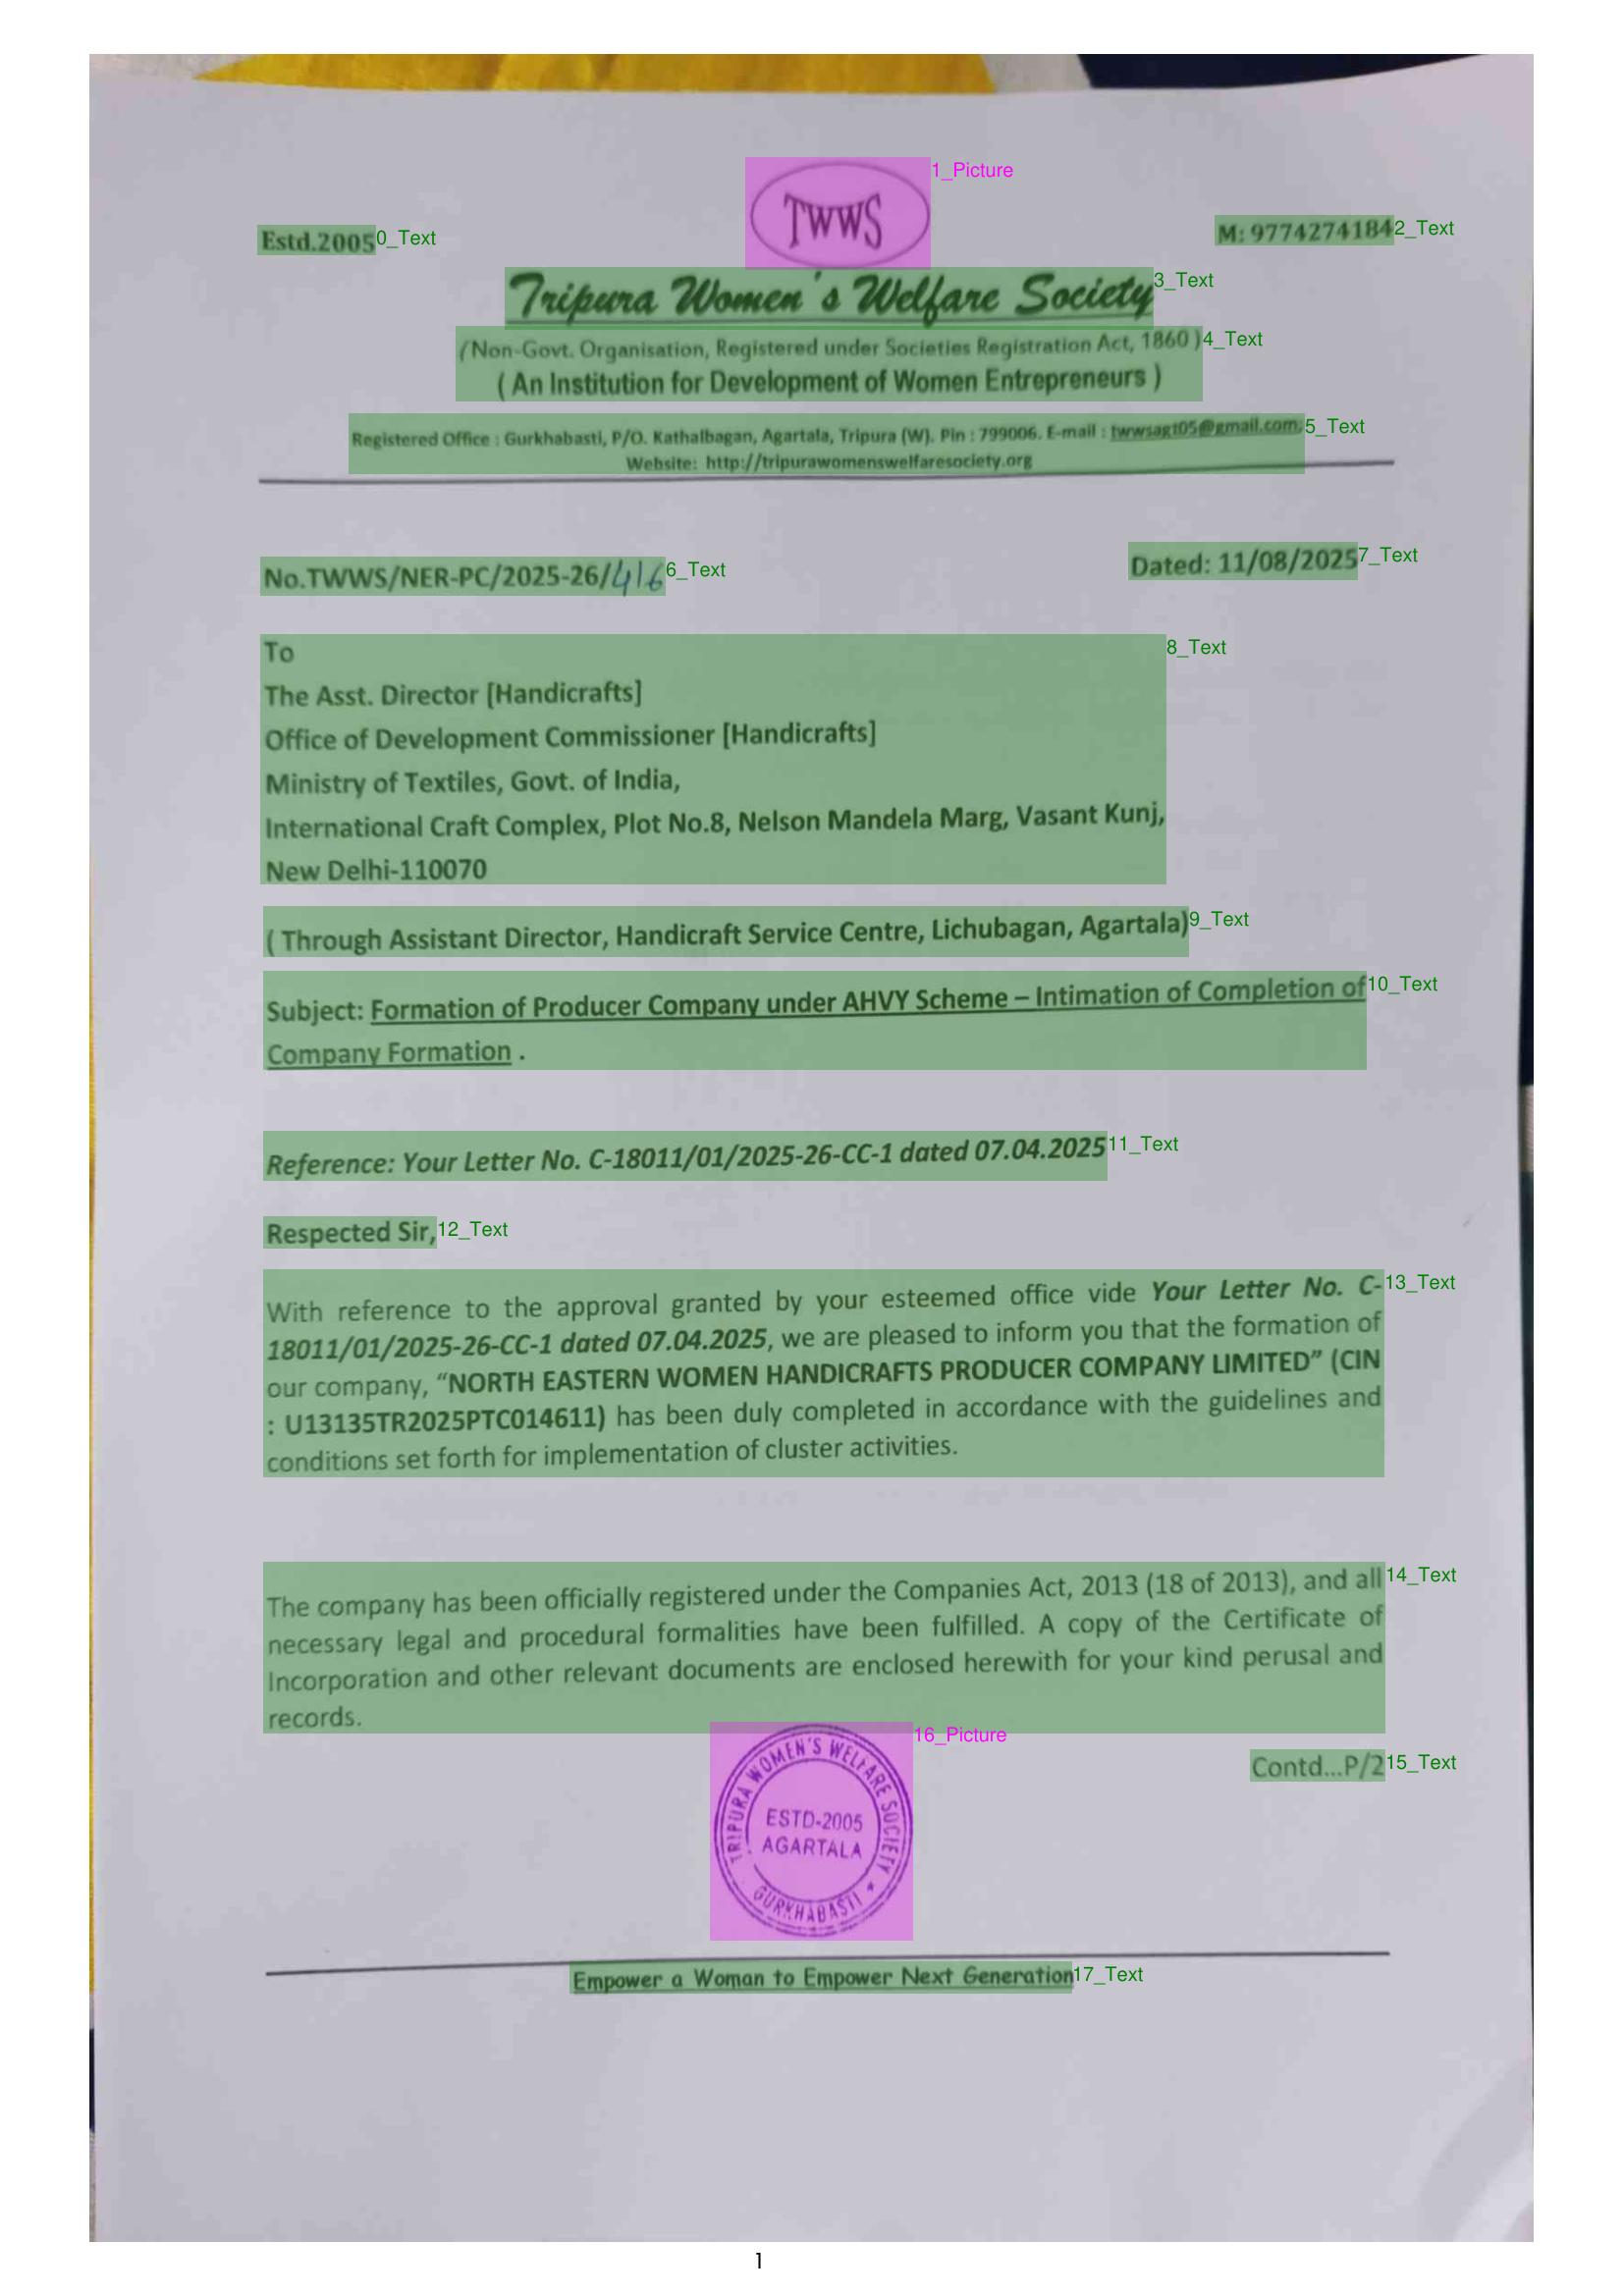 TWWS
Estd.2005
M: 9774274184
Tripura Women's Welfare Society
(Non-Govt. Organisation, Registered under Societies Registration Act, 1860 )
( An Institution for Development of Women Entrepreneurs )
Registered Office : Gurkhabasti, P/O. Kathalbagan, Agartala, Tripura (W). Pin : 799006. E-mail : twwsagt05@gmail.com,
Website: http://tripurawomenswelfaresociety.org
No.TWWS/NER-PC/2025-26/416
Dated: 11/08/2025
To
The Asst. Director [Handicrafts]
Office of Development Commissioner [Handicrafts]
Ministry of Textiles, Govt. of India,
International Craft Complex, Plot No.8, Nelson Mandela Marg, Vasant Kunj,
New Delhi-110070
( Through Assistant Director, Handicraft Service Centre, Lichubagan, Agartala)
Subject: Formation of Producer Company under AHVY Scheme – Intimation of Completion of
Company Formation .
Reference: Your Letter No. C-18011/01/2025-26-CC-1 dated 07.04.2025
Respected Sir,
With reference to the approval granted by your esteemed office vide Your Letter No. C-
18011/01/2025-26-CC-1 dated 07.04.2025, we are pleased to inform you that the formation of
our company, “NORTH EASTERN WOMEN HANDICRAFTS PRODUCER COMPANY LIMITED” (CIN
: U13135TR2025PTC014611) has been duly completed in accordance with the guidelines and
conditions set forth for implementation of cluster activities.
The company has been officially registered under the Companies Act, 2013 (18 of 2013), and all
necessary legal and procedural formalities have been fulfilled. A copy of the Certificate of
Incorporation and other relevant documents are enclosed herewith for your kind perusal and
records.
Contd...P/2
TRIPURA WOMEN'S WELFARE SOCIETY
ESTD-2005
AGARTALA
GURKHABASTI
Empower a Woman to Empower Next Generation
1
0_Text
1_Picture
2_Text
3_Text
4_Text
5_Text
6_Text
7_Text
8_Text
9_Text
10_Text
11_Text
12_Text
13_Text
14_Text
15_Text
16_Picture
17_Text